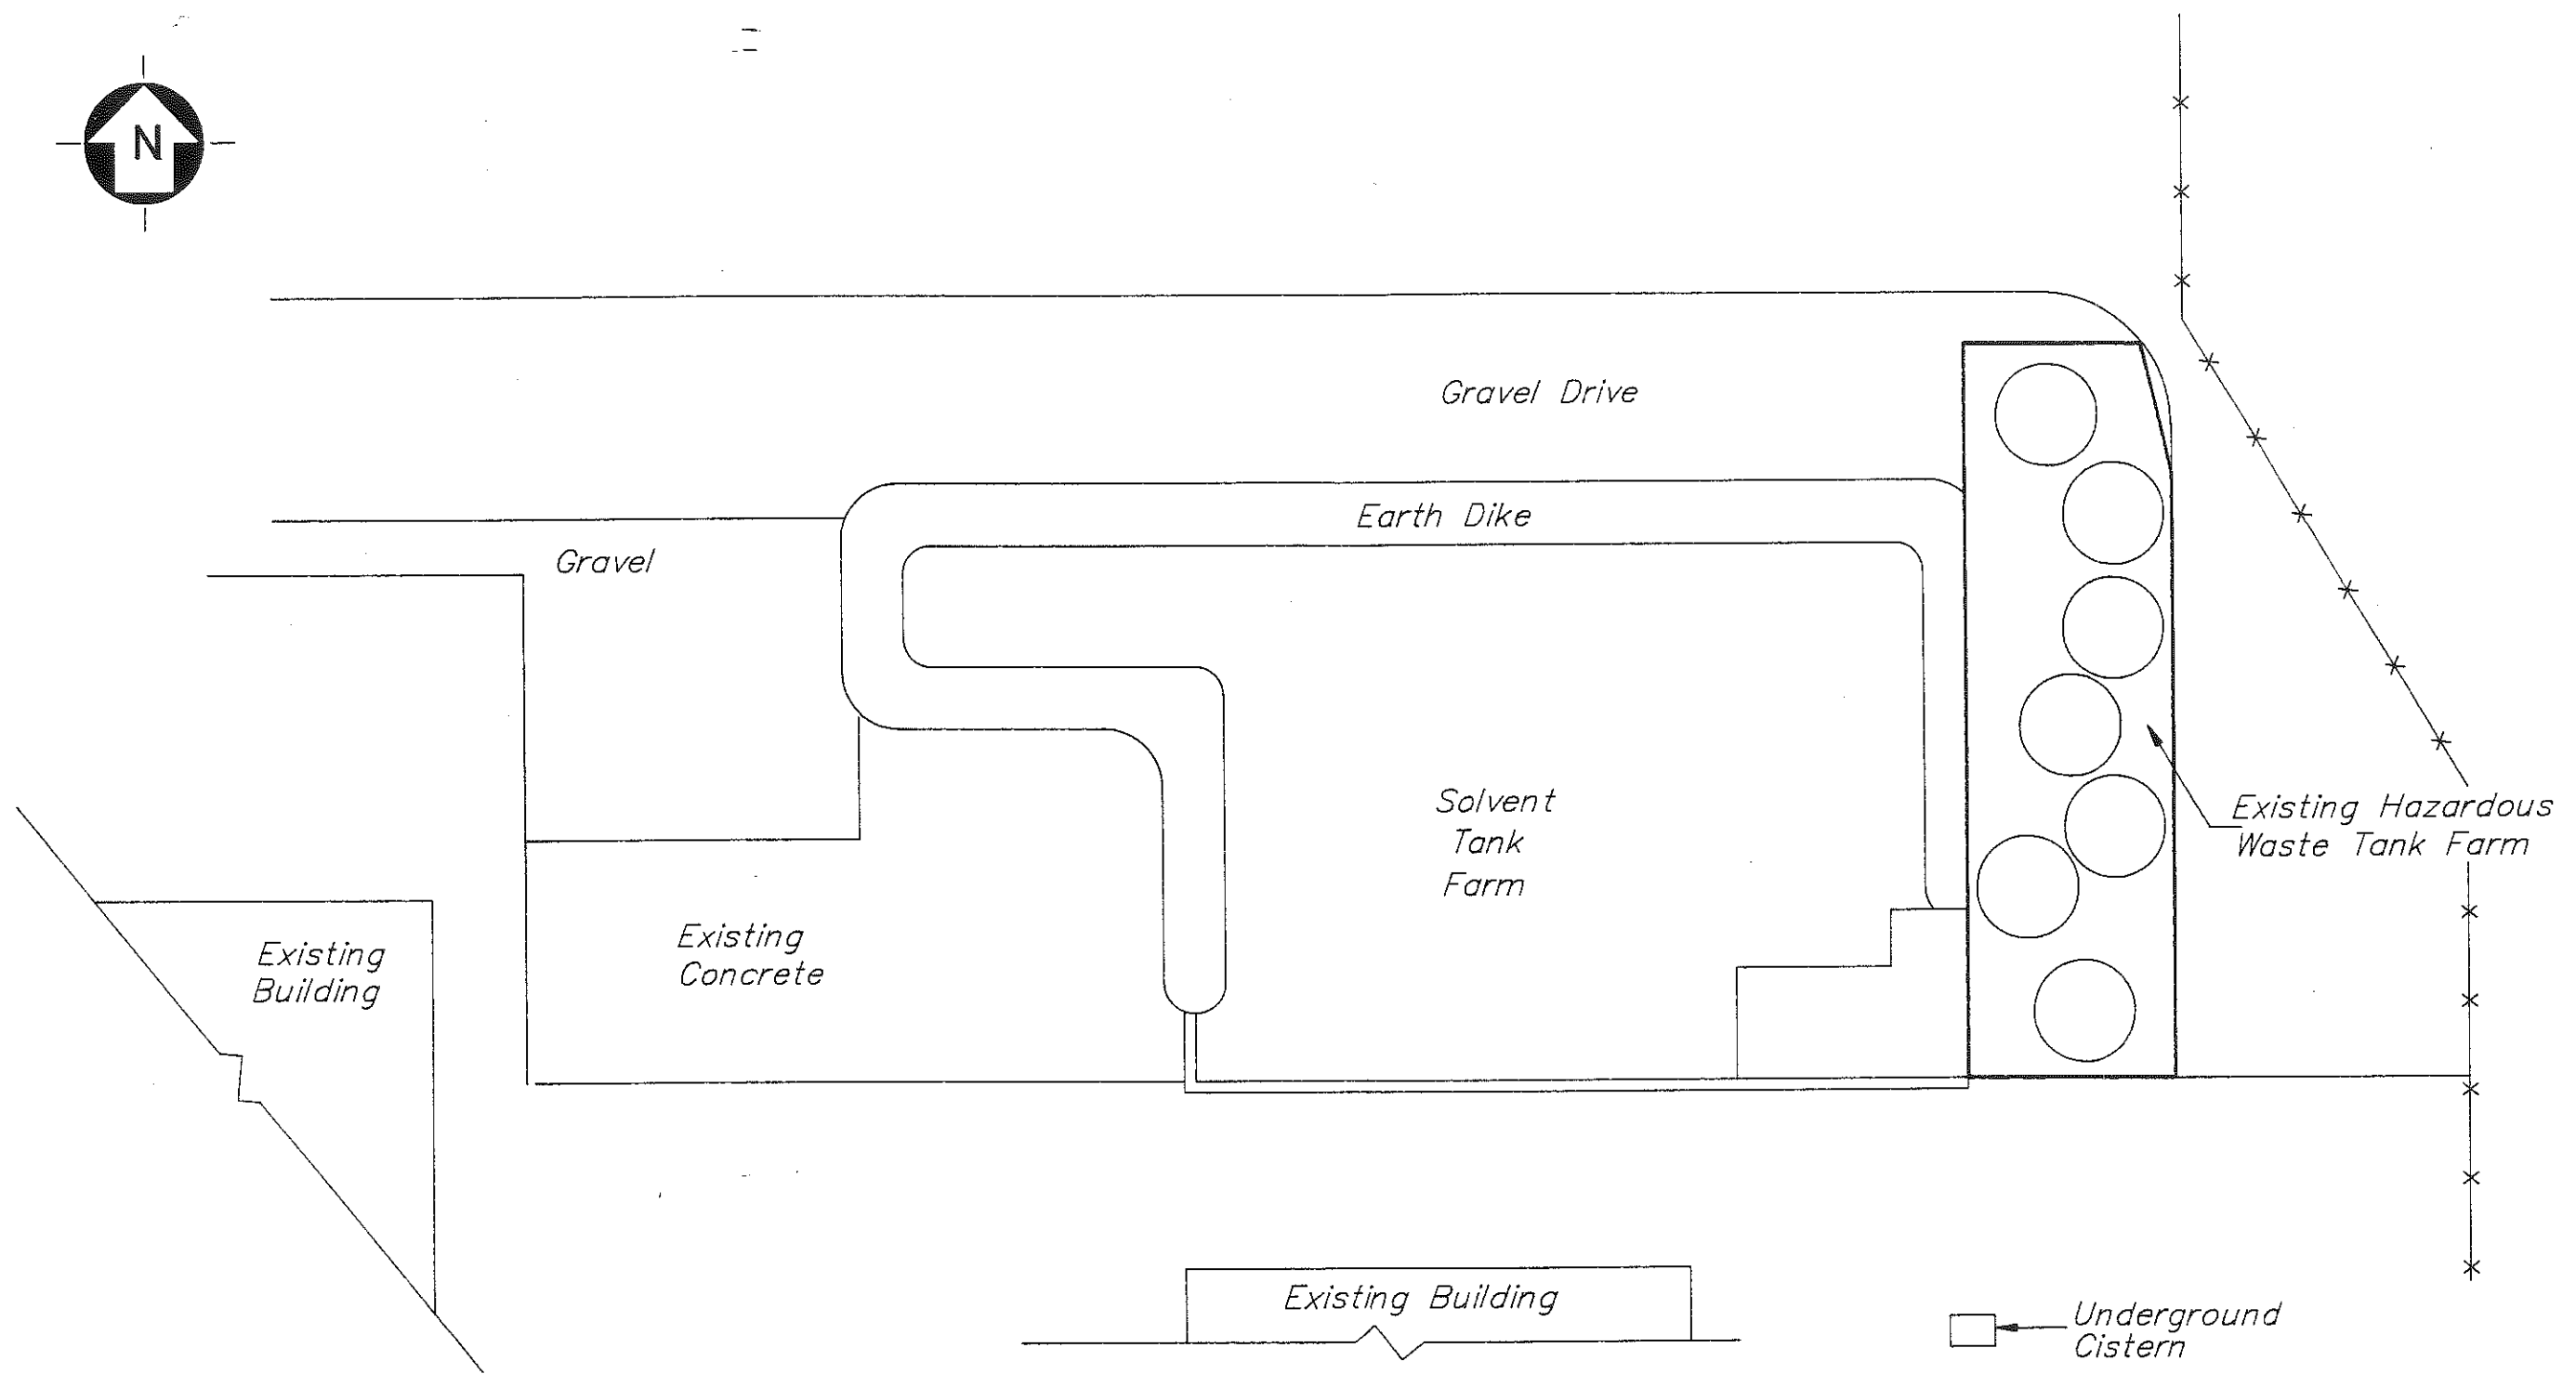 N
Gravel Drive
Earth Dike
Gravel
Solvent
Tank
Farm
Existing Hazardous
Waste Tank Farm
Existing
Concrete
Existing
Building
Existing Building
Underground
Cistern